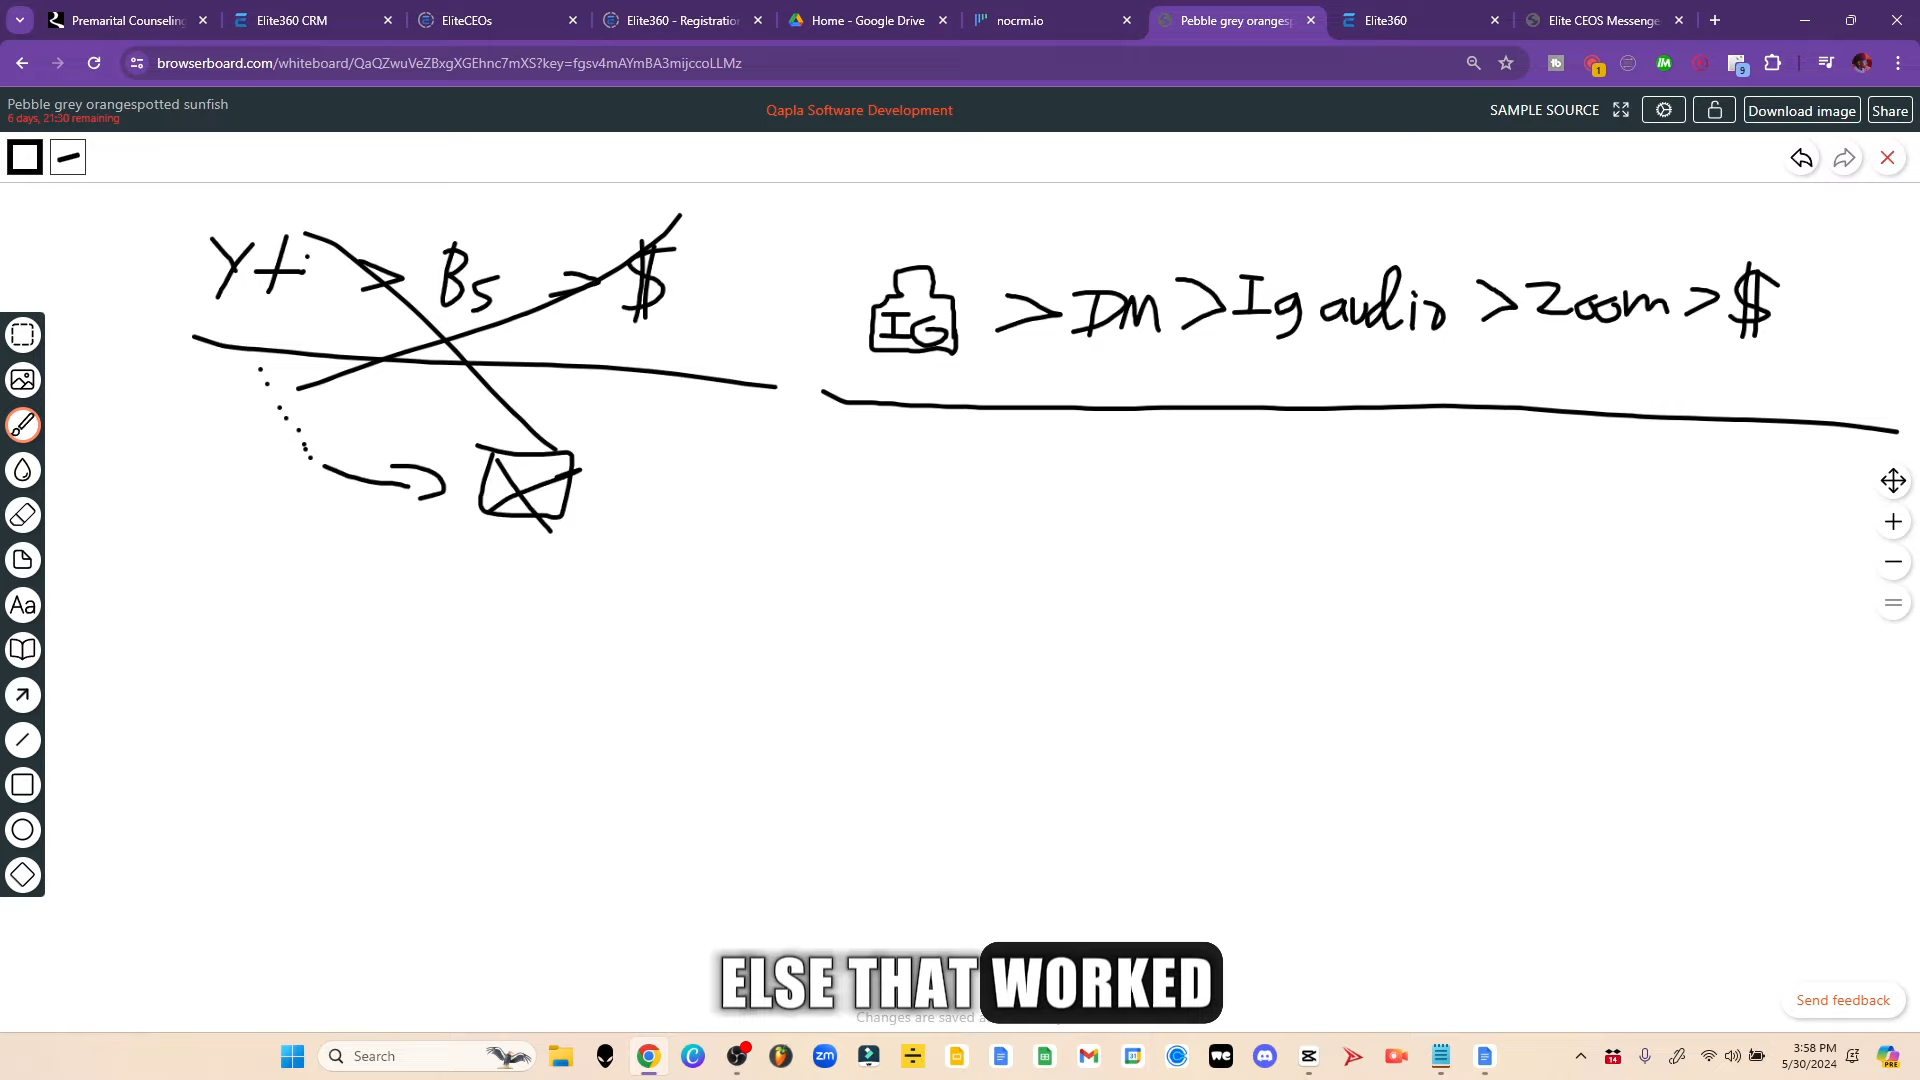 Premarital Counseling
Elite360 CRM
EliteCEOs
Elite360 - Registration
Home - Google Drive
nocrm.io
Pebble grey orangesp
Elite360
Elite CEOS Messenge
browserboard.com/whiteboard/QaQZwuVeZBxgXGEhnc7mXS?key=fgsv4mAYmBA3mijccoLLMz
Pebble grey orangespotted sunfish
6 days, 21:30 remaining
Qapla Software Development
SAMPLE SOURCE
Download image
Share
Yt > Bs > $
IG > DM > Ig audio > Zoom > $
Aa
ELSE THAT WORKED
Changes are saved
Send feedback
Search
3:58 PM
5/30/2024